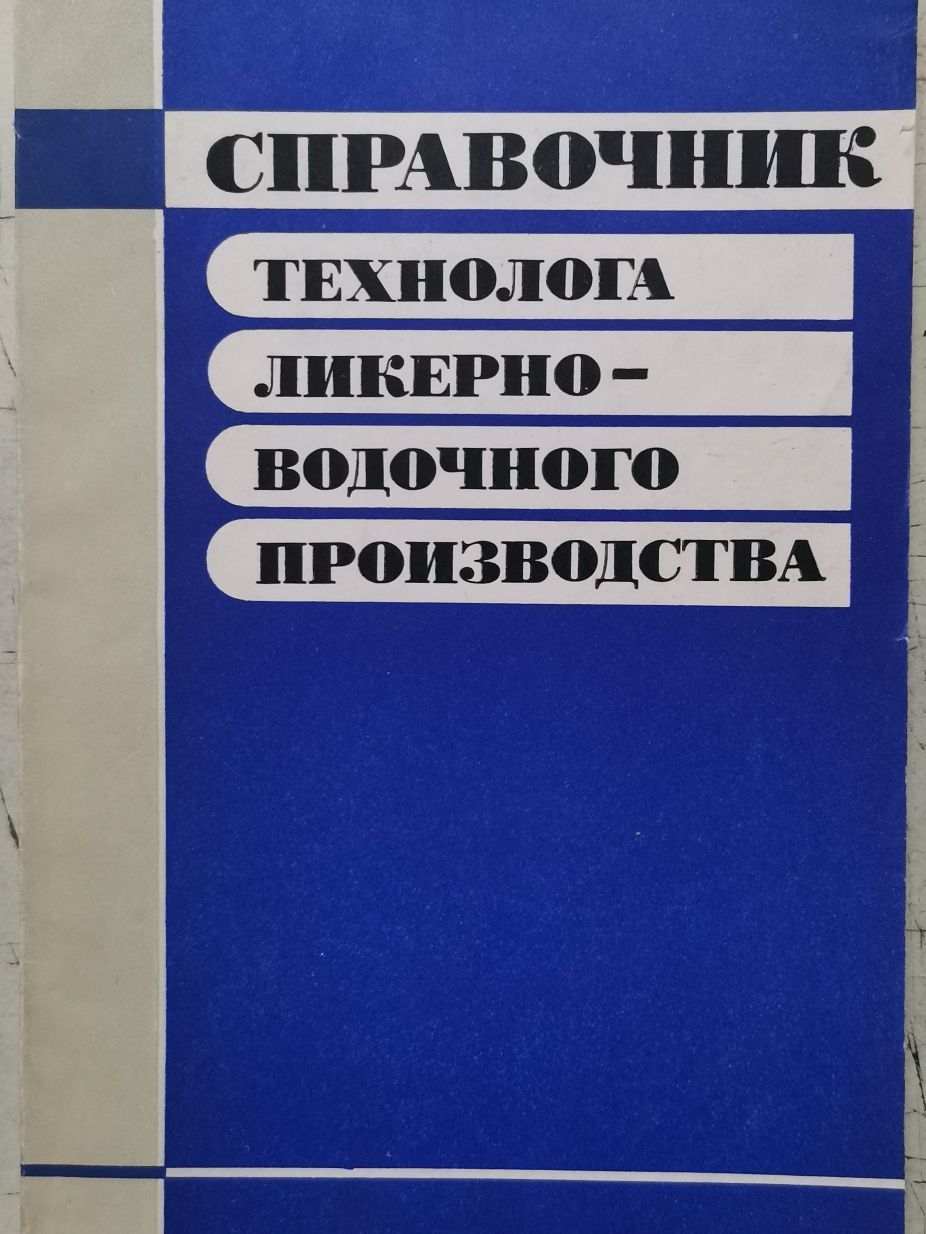 СПРАВОЧНИК
ТЕХНОЛОГА
ЛИКЕРНО-
ВОДОЧНОГО
ПРОИЗВОДСТВА